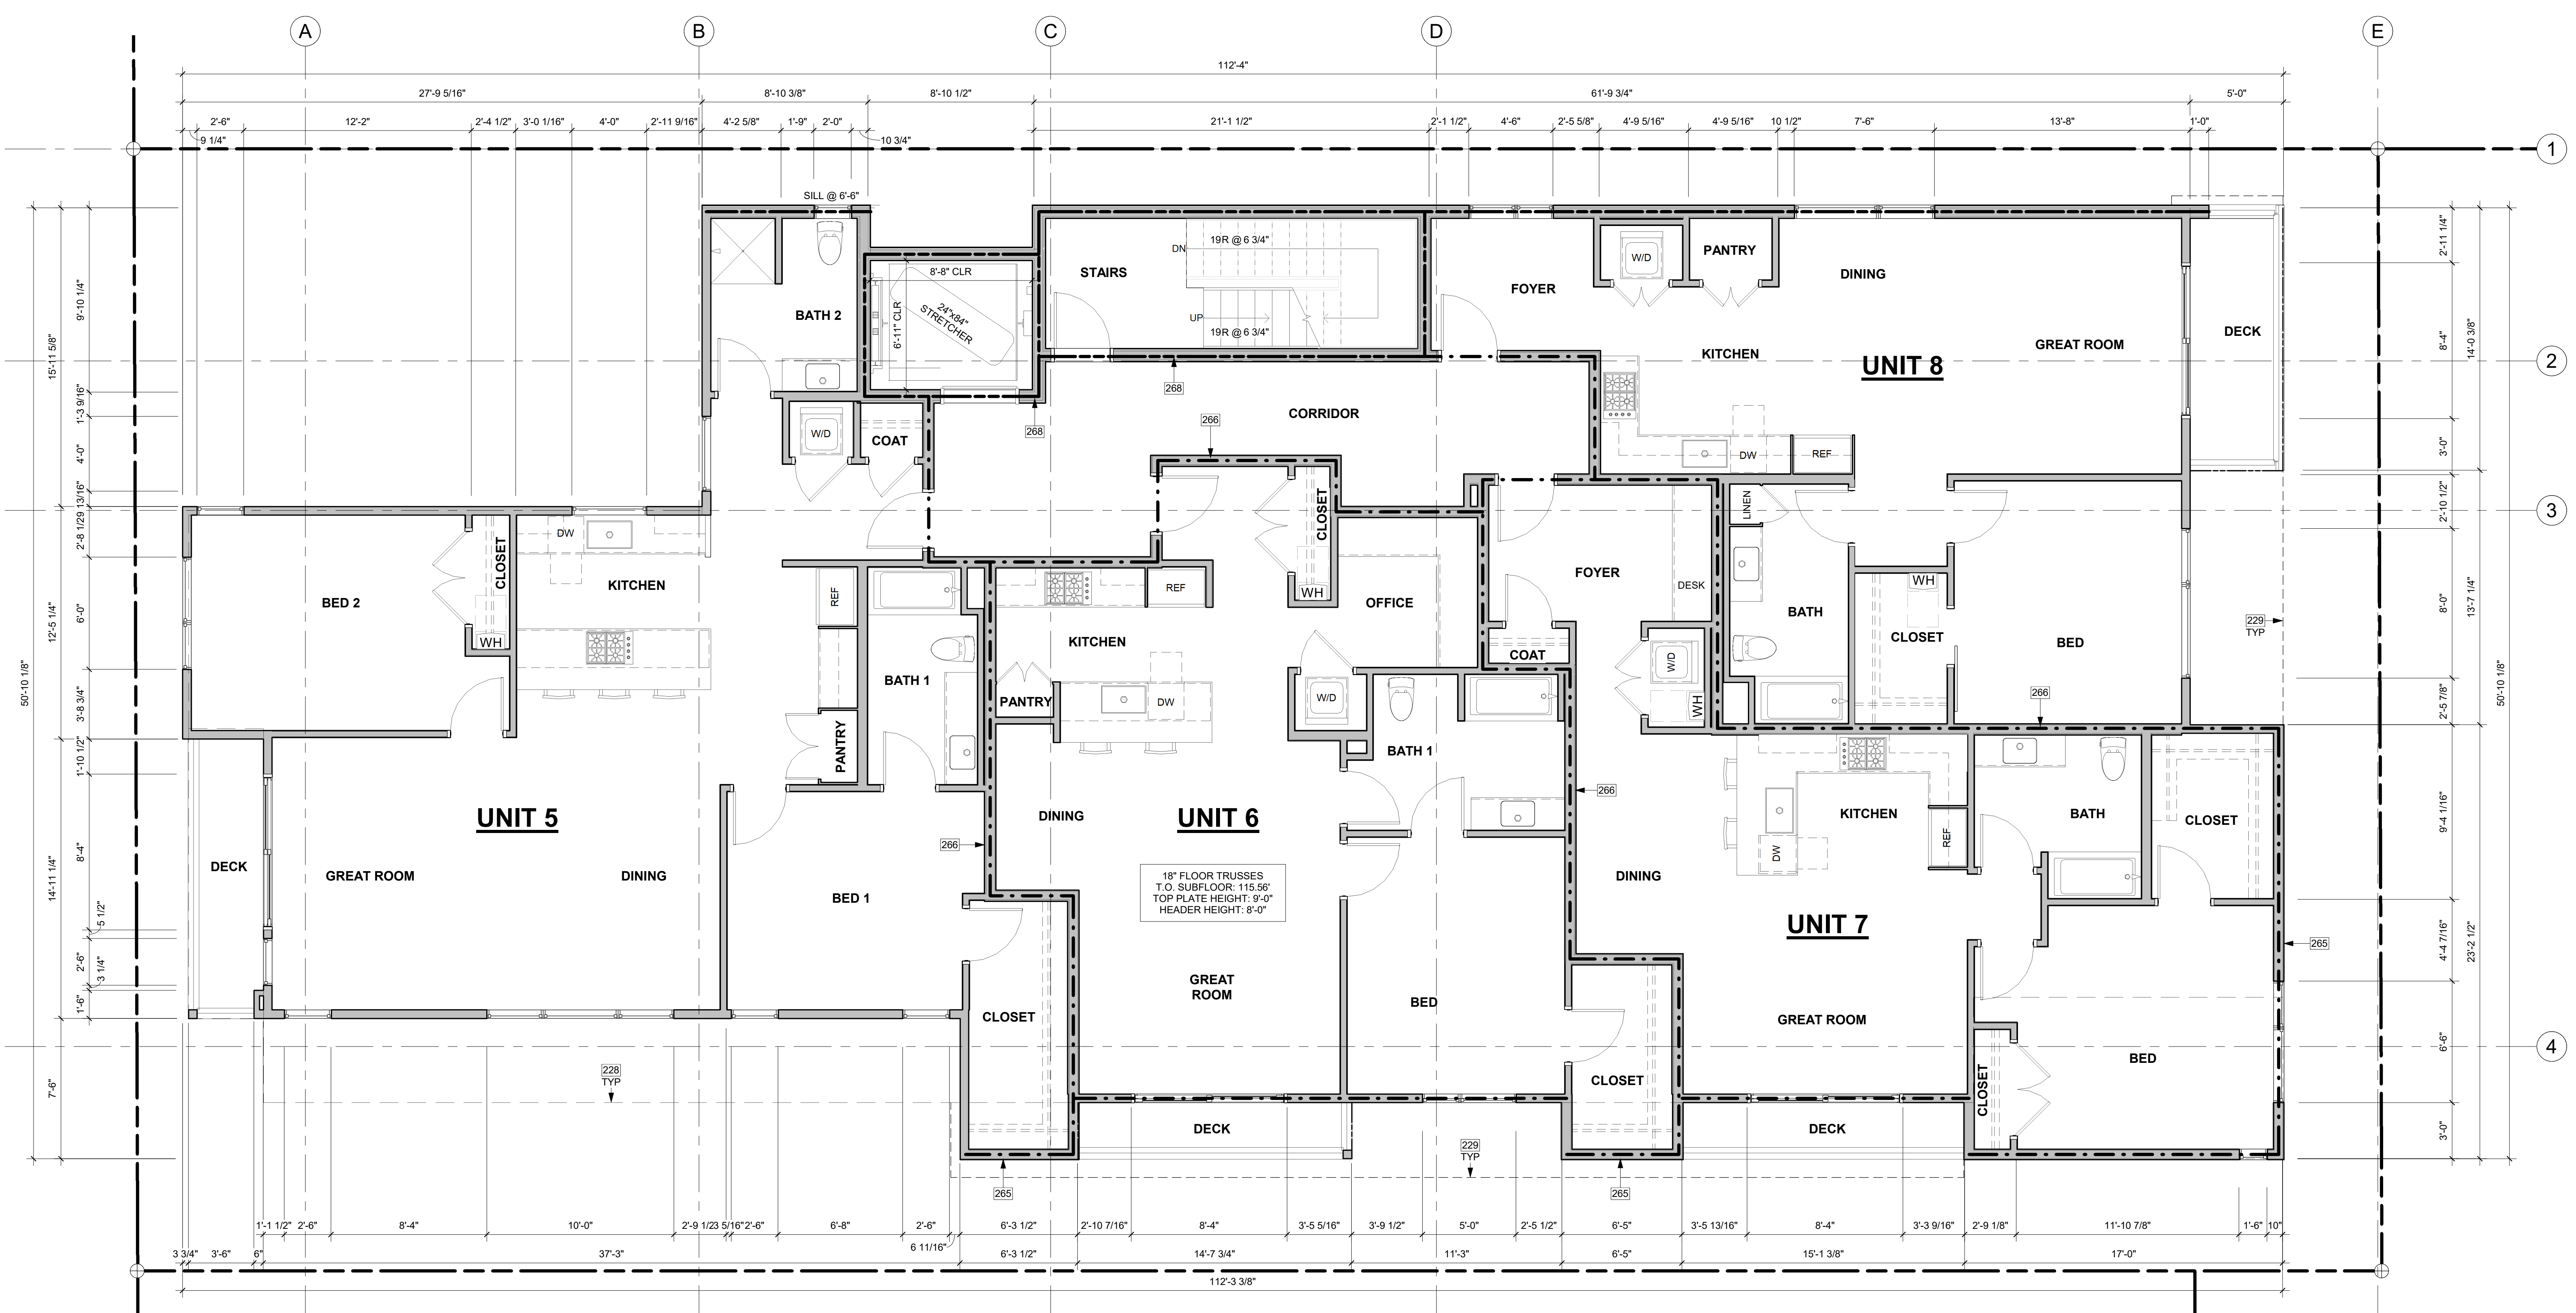 A B C D E
112'-4"
27'-9 5/16" 8'-10 3/8" 8'-10 1/2" 61'-9 3/4" 5'-0"
2'-6" 12'-2" 2'-4 1/2" 3'-0 1/16" 4'-0" 2'-11 9/16" 4'-2 5/8" 1'-9" 2'-0" 21'-1 1/2" 2'-1 1/2" 4'-6" 2'-5 5/8" 4'-9 5/16" 4'-9 5/16" 10 1/2" 7'-6" 13'-8" 1'-0"
9 1/4" 10 3/4"
1
2
3
4
SILL @ 6'-6"
BATH 2
8'-8" CLR
6'-11" CLR
24"x84"
STRETCHER
STAIRS
DN
19R @ 6 3/4"
UP
19R @ 6 3/4"
FOYER
W/D
PANTRY
DINING
KITCHEN
UNIT 8
GREAT ROOM
DECK
DW
REF
268
268
266
CORRIDOR
W/D
COAT
BED 2
CLOSET
WH
DW
KITCHEN
REF
PANTRY
BATH 1
UNIT 5
GREAT ROOM
DINING
DECK
BED 1
CLOSET
266
228
TYP
KITCHEN
REF
CLOSET
WH
OFFICE
PANTRY
DW
W/D
BATH 1
DINING
UNIT 6
18" FLOOR TRUSSES
T.O. SUBFLOOR: 115.56'
TOP PLATE HEIGHT: 9'-0"
HEADER HEIGHT: 8'-0"
GREAT
ROOM
BED
DECK
CLOSET
265
229
TYP
265
FOYER
DESK
COAT
W/D
WH
266
LINEN
BATH
WH
CLOSET
BED
266
229
TYP
KITCHEN
REF
DW
DINING
UNIT 7
GREAT ROOM
DECK
BATH
CLOSET
BED
CLOSET
265
50'-10 1/8"
15'-11 5/8"
12'-5 1/4"
14'-11 1/4"
7'-6"
9'-10 1/4"
1'-3 9/16"
4'-0"
13/16"
2'-8 1/29
6'-0"
3'-8 3/4"
1'-10 1/2"
8'-4"
5 1/2"
2'-6"
3 1/4"
1'-6"
2'-11 1/4"
8'-4"
3'-0"
2'-10 1/2"
8'-0"
2'-5 7/8"
9'-4 1/16"
4'-4 7/16"
6'-6"
3'-0"
14'-0 3/8"
13'-7 1/4"
23'-2 1/2"
50'-10 1/8"
1'-1 1/2" 2'-6" 8'-4" 10'-0" 2'-9 1/23 5/16"2'-6" 6'-8" 2'-6" 6'-3 1/2" 2'-10 7/16" 8'-4" 3'-5 5/16" 3'-9 1/2" 5'-0" 2'-5 1/2" 6'-5" 3'-5 13/16" 8'-4" 3'-3 9/16" 2'-9 1/8" 11'-10 7/8" 1'-6" 10"
6 11/16"
3 3/4" 3'-6" 6" 37'-3" 6'-3 1/2" 14'-7 3/4" 11'-3" 6'-5" 15'-1 3/8" 17'-0"
112'-3 3/8"